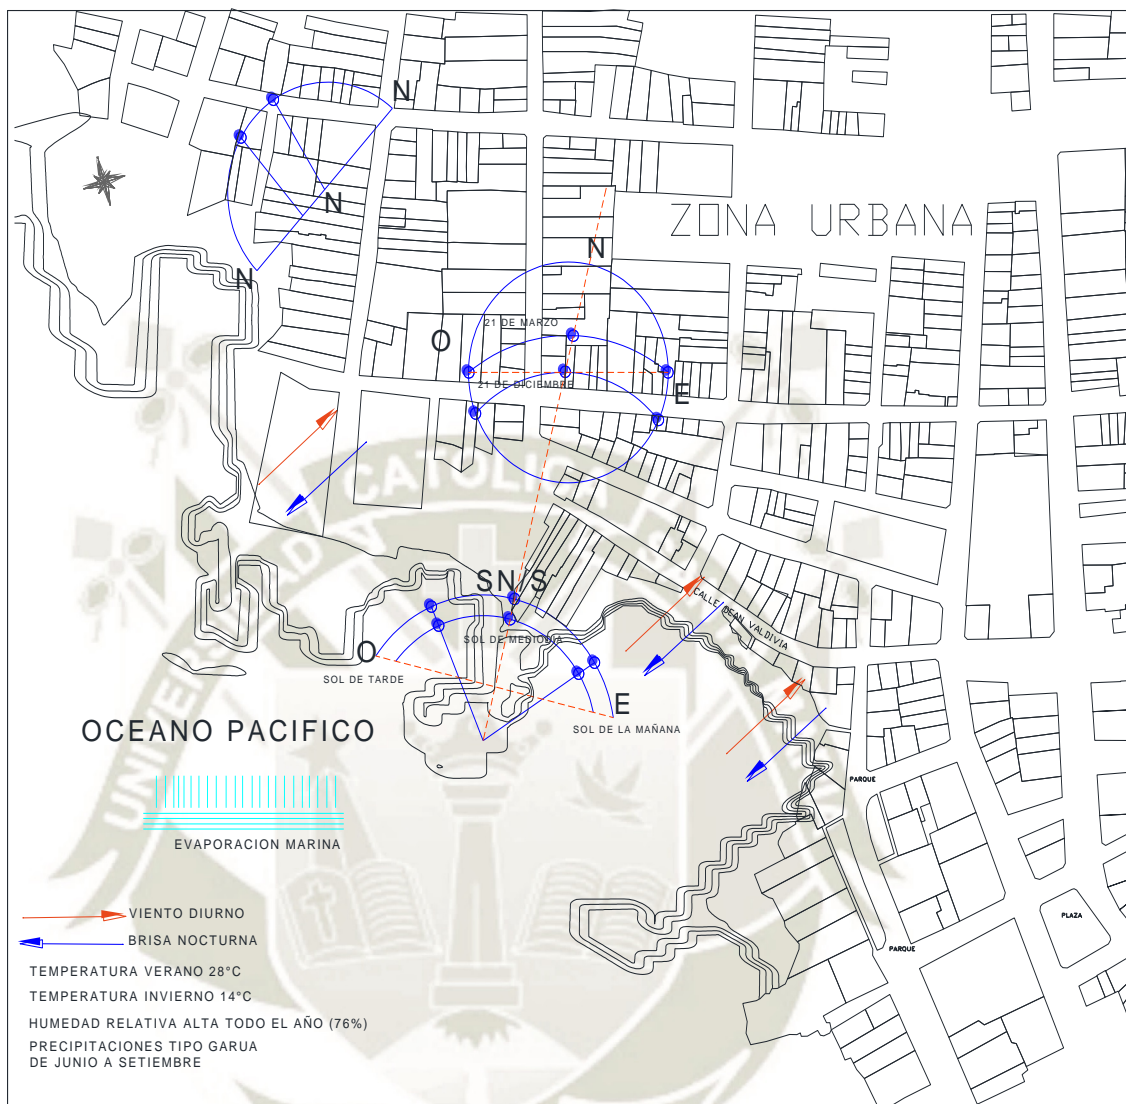 N
N
N
ZONA URBANA
N
21 DE MARZO
O
21 DE DICIEMBRE
E
CATOLICA
UNIVERSIDAD
SN/S
CALLE DEAN VALDIVIA
SOL DE MEDIODIA
O
SOL DE TARDE
E
SOL DE LA MAÑANA
OCEANO PACIFICO
PARQUE
EVAPORACION MARINA
VIENTO DIURNO
BRISA NOCTURNA
PLAZA
PARQUE
TEMPERATURA VERANO 28°C
TEMPERATURA INVIERNO 14°C
HUMEDAD RELATIVA ALTA TODO EL AÑO (76%)
PRECIPITACIONES TIPO GARUA
DE JUNIO A SETIEMBRE